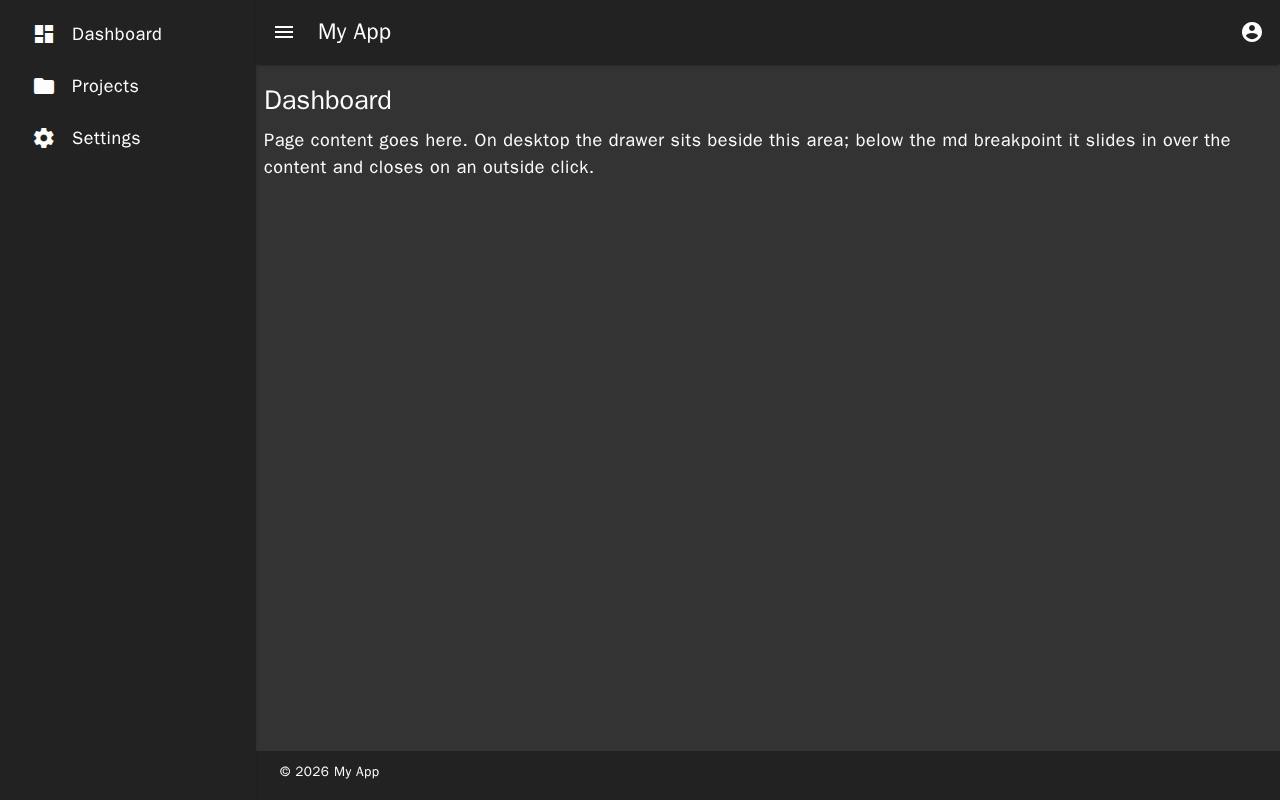 Dashboard
Projects
Settings
My App
Dashboard
Page content goes here. On desktop the drawer sits beside this area; below the md breakpoint it slides in over the
content and closes on an outside click.
© 2026 My App